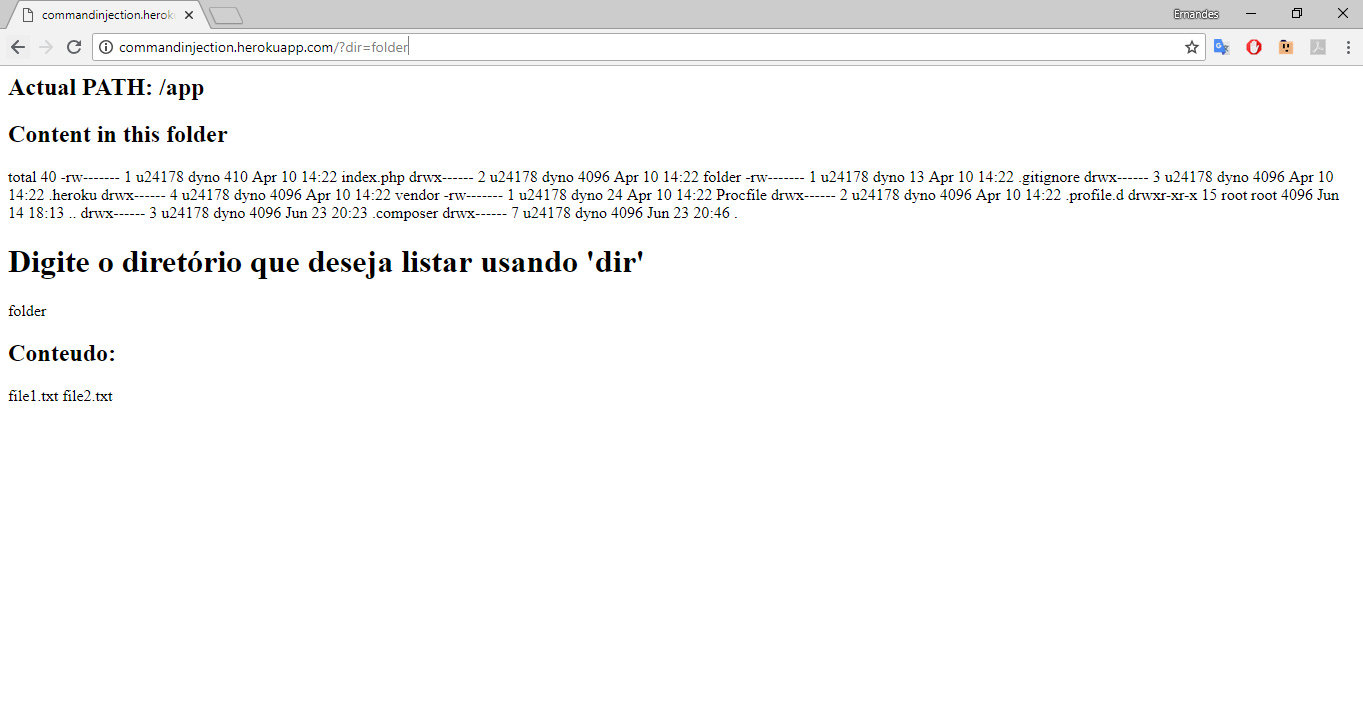 commandinjection.herok
Ernandes
commandinjection.herokuapp.com/?dir=folder
Actual PATH: /app
Content in this folder
total 40 -rw------- 1 u24178 dyno 410 Apr 10 14:22 index.php drwx------ 2 u24178 dyno 4096 Apr 10 14:22 folder -rw------- 1 u24178 dyno 13 Apr 10 14:22 .gitignore drwx------ 3 u24178 dyno 4096 Apr 10
14:22 .heroku drwx------ 4 u24178 dyno 4096 Apr 10 14:22 vendor -rw------- 1 u24178 dyno 24 Apr 10 14:22 Procfile drwx------ 2 u24178 dyno 4096 Apr 10 14:22 .profile.d drwxr-xr-x 15 root root 4096 Jun
14 18:13 .. drwx------ 3 u24178 dyno 4096 Jun 23 20:23 .composer drwx------ 7 u24178 dyno 4096 Jun 23 20:46 .
Digite o diretório que deseja listar usando 'dir'
folder
Conteudo:
file1.txt file2.txt